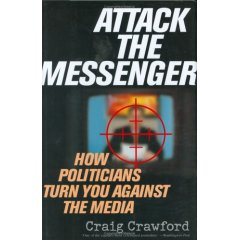 ATTACK
THE
MESSENGER
HOW
POLITICIANS
TURN YOU AGAINST
THE MEDIA
Craig Crawford